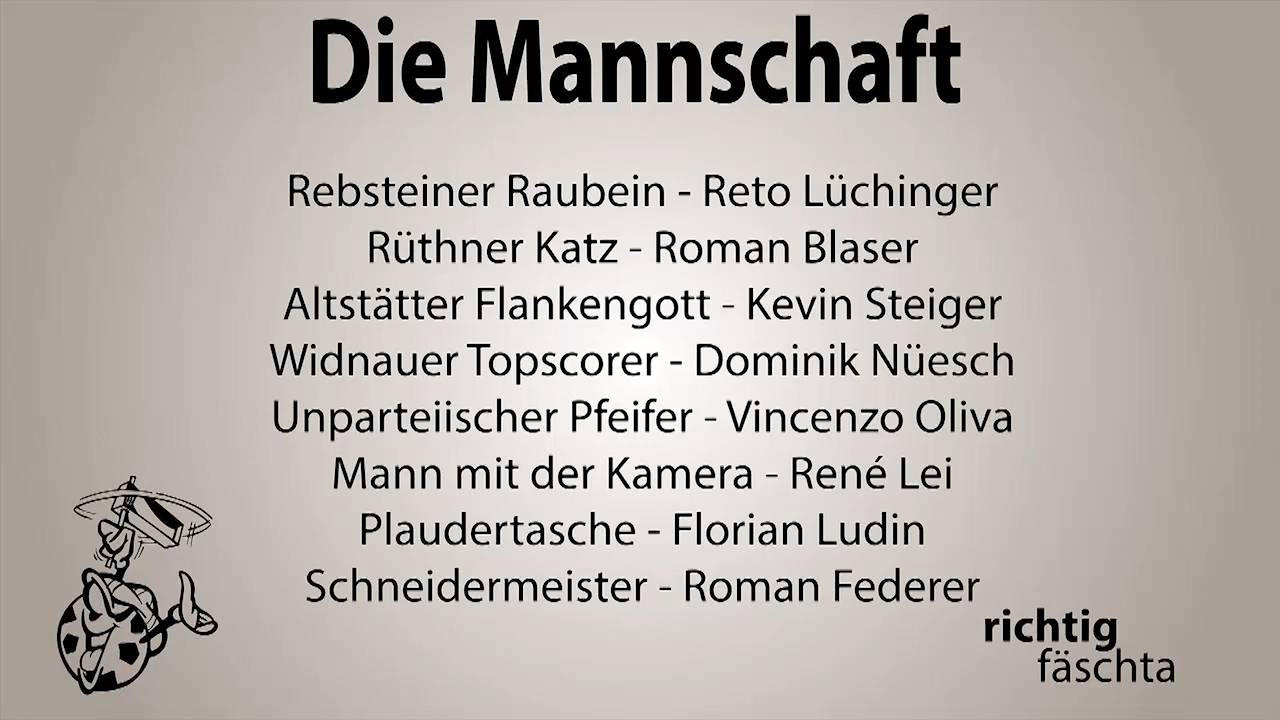 Die Mannschaft
Rebsteiner Raubein - Reto Lüchinger
Rüthner Katz - Roman Blaser
Altstätter Flankengott - Kevin Steiger
Widnauer Topscorer - Dominik Nüesch
Unparteiischer Pfeifer - Vincenzo Oliva
Mann mit der Kamera - René Lei
Plaudertasche - Florian Ludin
Schneidermeister - Roman Federer
richtig
fäschta